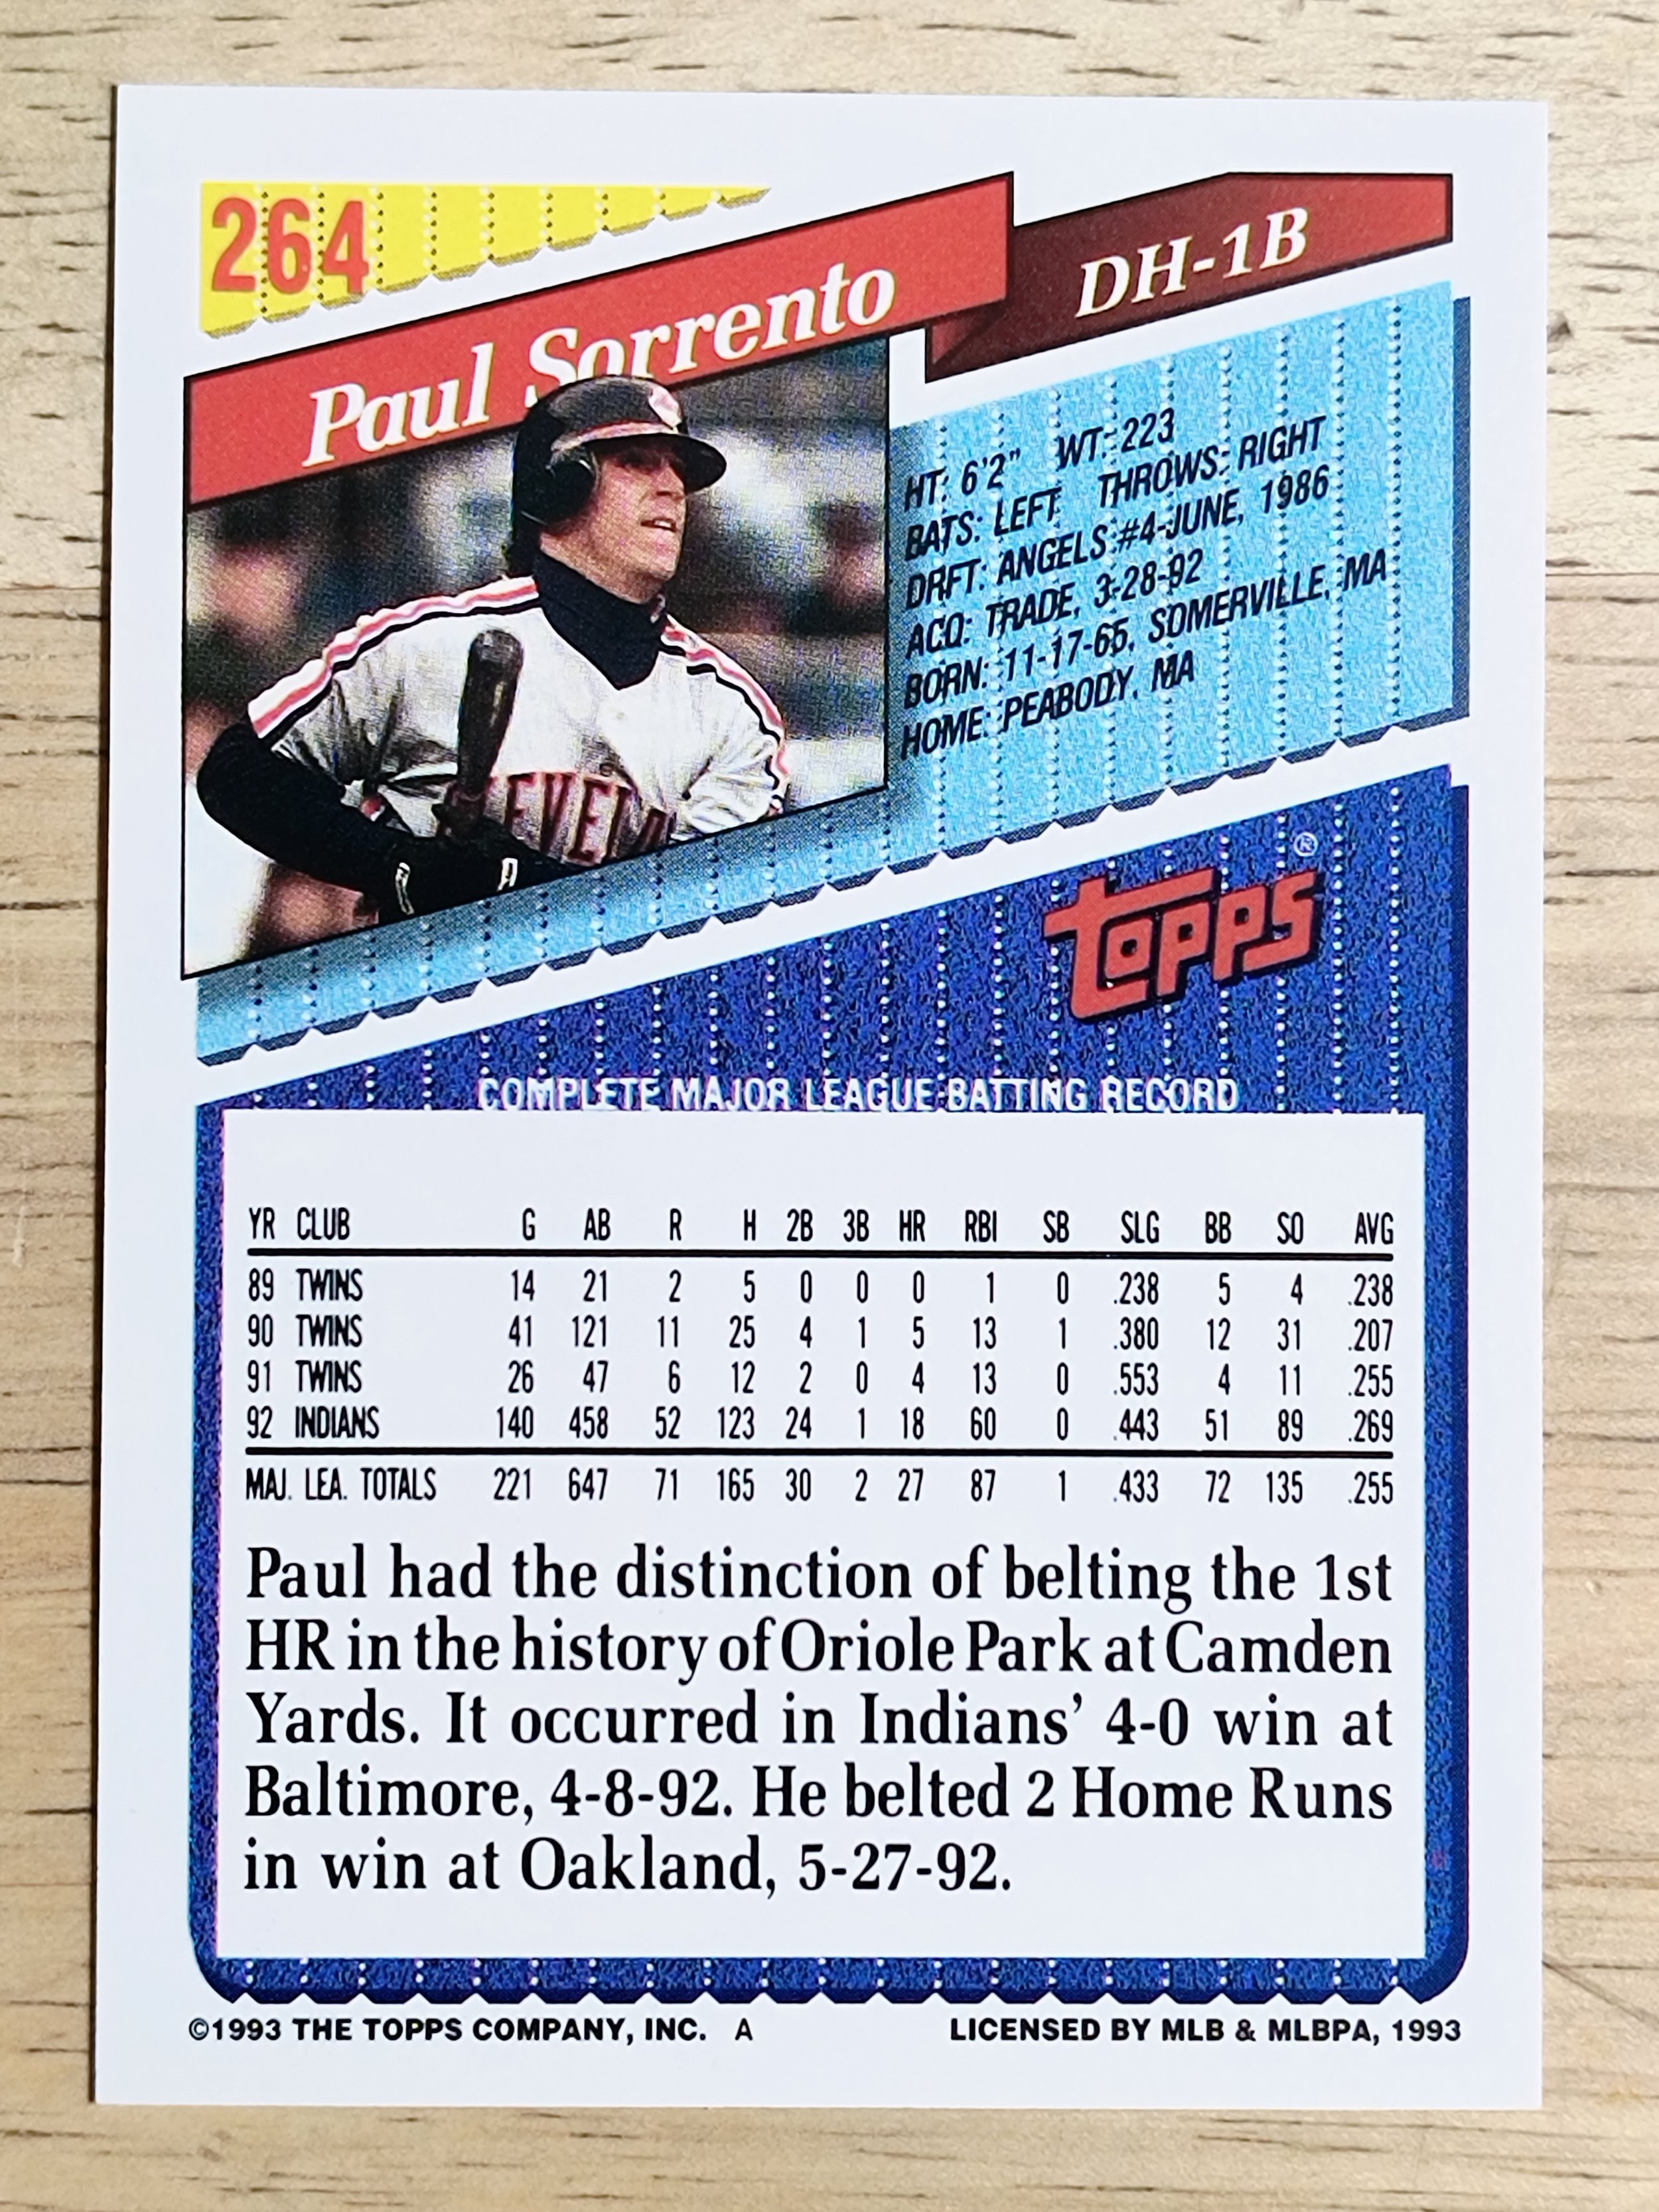 264
Paul Sorrento
DH-1B
HT: 6'2" WT: 223
BATS: LEFT THROWS: RIGHT
DRFT: ANGELS #4-JUNE, 1986
ACQ: TRADE, 3-28-92
BORN: 11-17-65, SOMERVILLE, MA
HOME: PEABODY, MA
EVELA
TOPPS®
COMPLETE MAJOR LEAGUE BATTING RECORD
YR CLUB G AB R H 2B 3B HR RBI SB SLG BB SO AVG
89 TWINS 14 21 2 5 0 0 0 1 0 .238 5 4 .238
90 TWINS 41 121 11 25 4 1 5 13 1 .380 12 31 .207
91 TWINS 26 47 6 12 2 0 4 13 0 .553 4 11 .255
92 INDIANS 140 458 52 123 24 1 18 60 0 .443 51 89 .269
MAJ. LEA. TOTALS 221 647 71 165 30 2 27 87 1 .433 72 135 .255
Paul had the distinction of belting the 1st
HR in the history of Oriole Park at Camden
Yards. It occurred in Indians' 4-0 win at
Baltimore, 4-8-92. He belted 2 Home Runs
in win at Oakland, 5-27-92.
©1993 THE TOPPS COMPANY, INC. A
LICENSED BY MLB & MLBPA, 1993